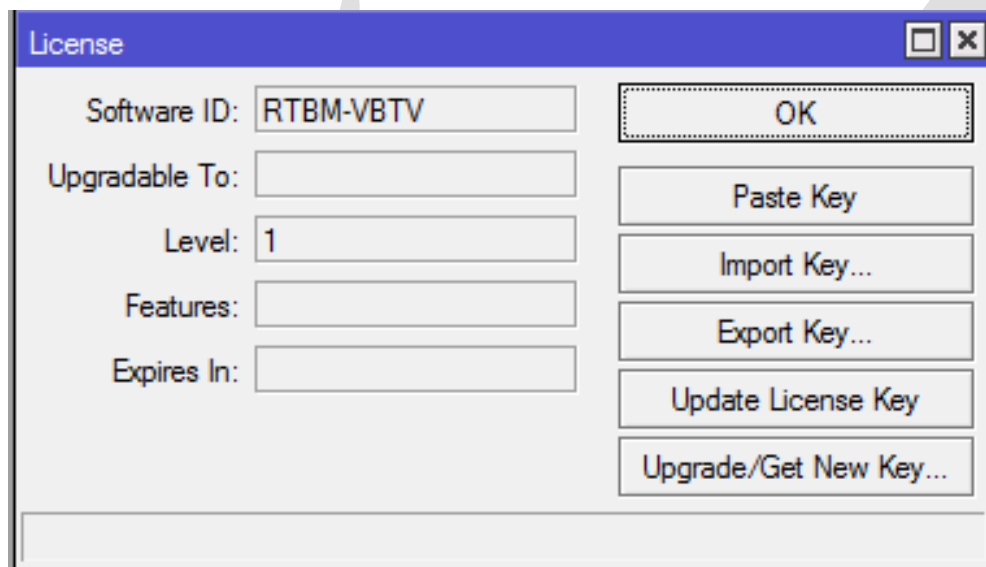 License
Software ID: RTBM-VBTV
Upgradable To:
Level: 1
Features:
Expires In:
OK
Paste Key
Import Key...
Export Key...
Update License Key
Upgrade/Get New Key...